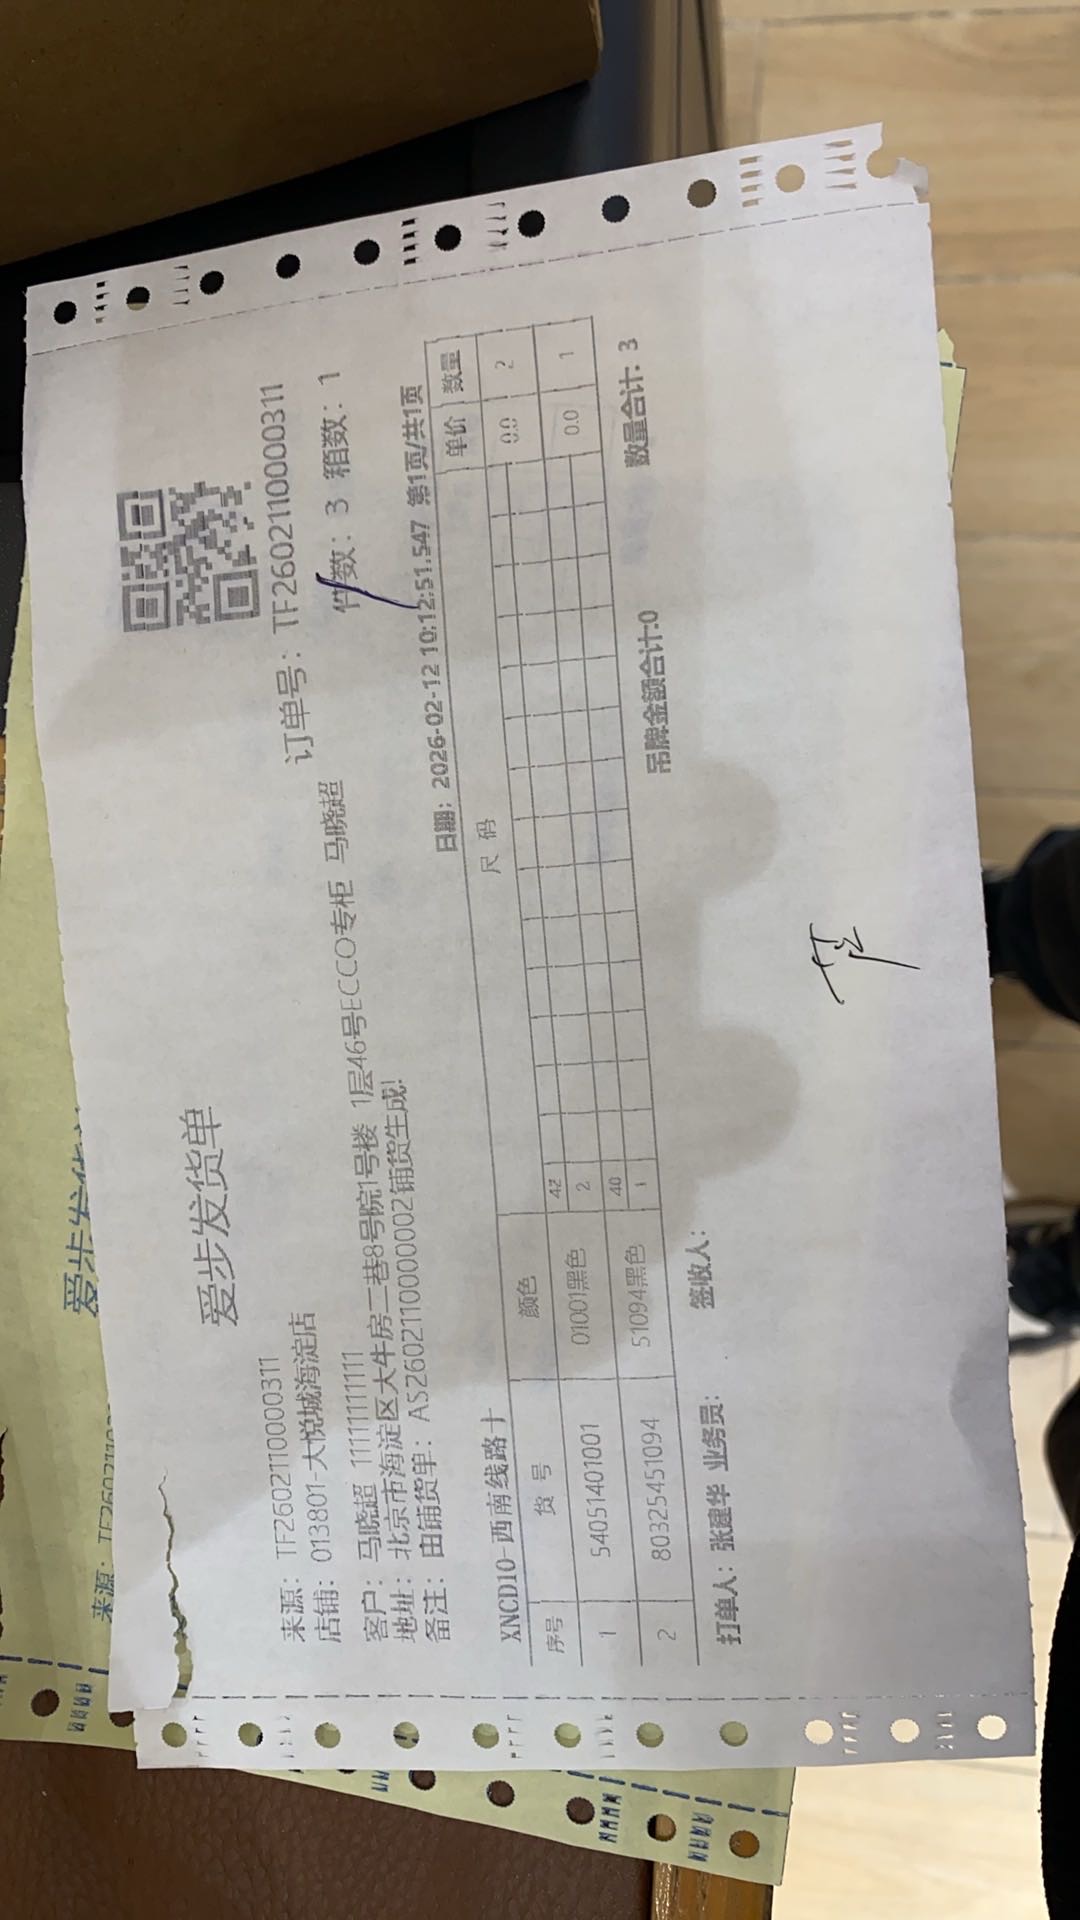 爱步发货单
来源: TF260211000311
订单号: TF260211000311
店铺: 013801-大悦城海淀店
件数: 3 箱数: 1
客户: 马晓超 11111111111
地址: 北京市海淀区大牛房二巷8号院1号楼 1层46号ECCO专柜 马晓超
备注: 由铺货单: AS260211000002铺货生成!
日期: 2026-02-12 10:12:51.547 第1页/共1页
XNCD10-西南线路十
序号 货号 颜色 尺码 单价 数量
1 54051401001 01001黑色 42 0.0 2
2
2 80325451094 51094黑色 40 0.0 1
1
吊牌金额合计:0 数量合计: 3
打单人: 张建华 业务员: 签收人:
爱步发货
来源: TF2602110